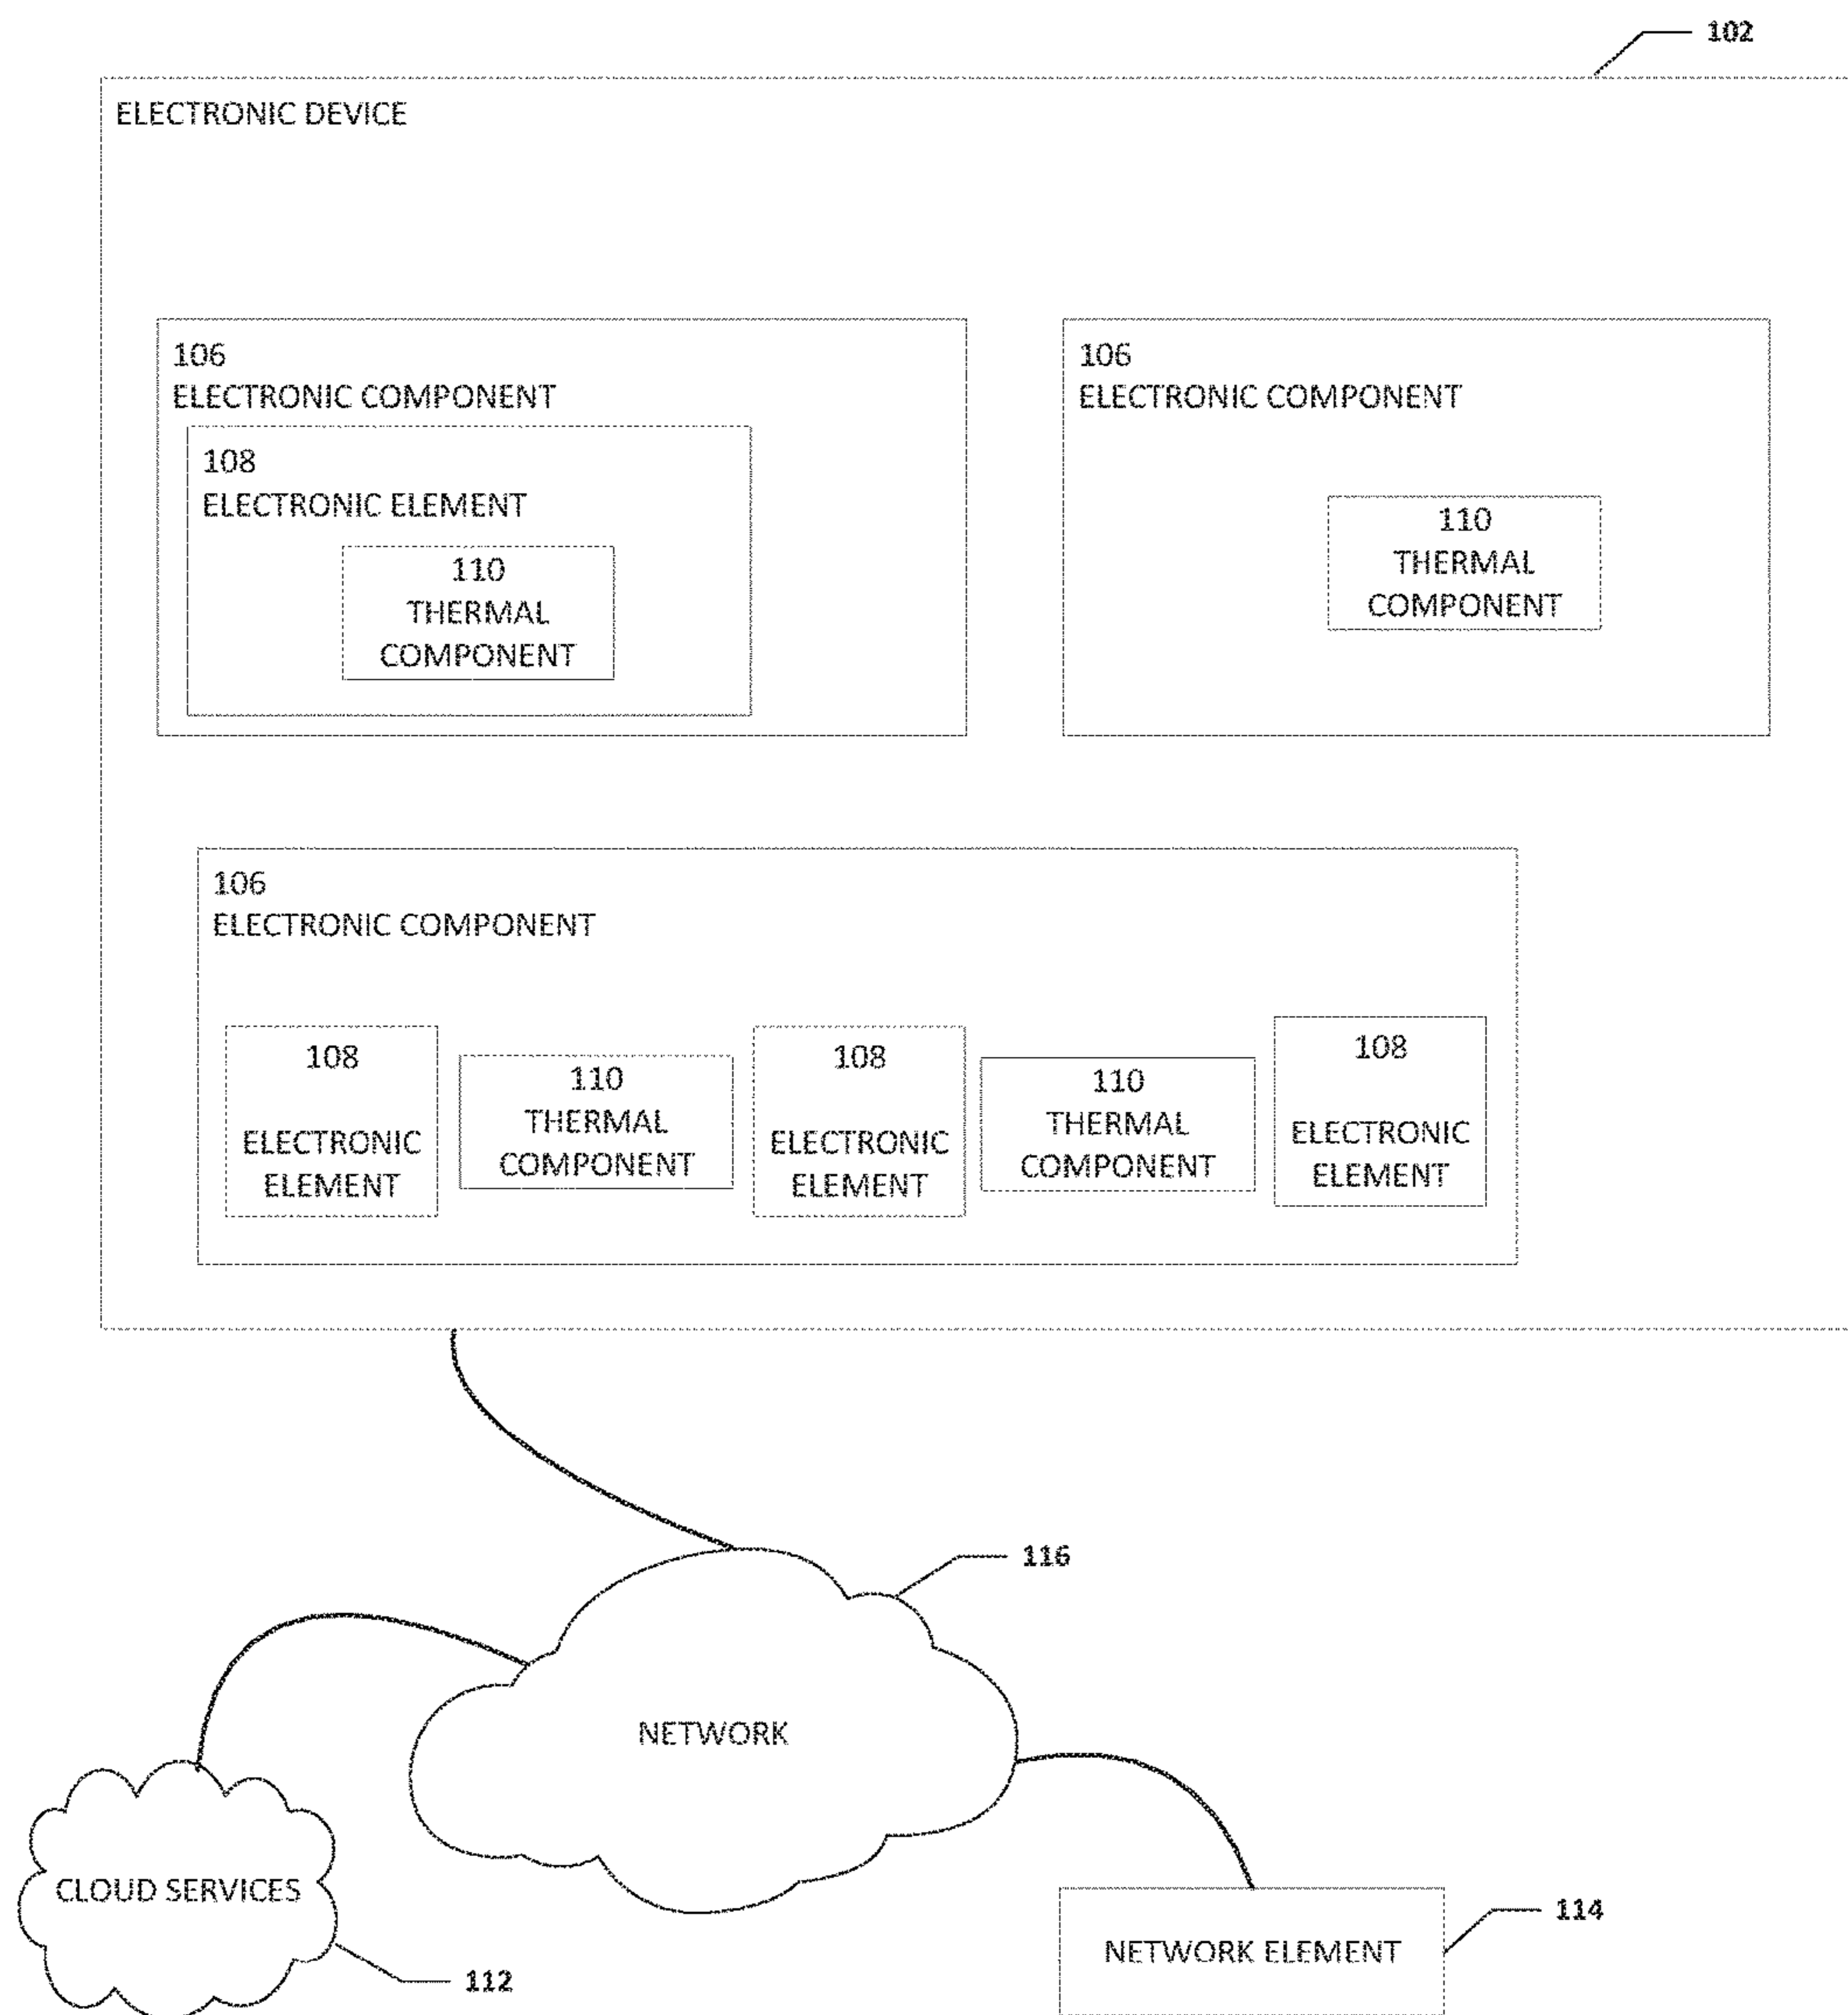 102
ELECTRONIC DEVICE
106
ELECTRONIC COMPONENT
108
ELECTRONIC ELEMENT
110
THERMAL
COMPONENT
106
ELECTRONIC COMPONENT
110
THERMAL
COMPONENT
106
ELECTRONIC COMPONENT
108
ELECTRONIC
ELEMENT
110
THERMAL
COMPONENT
108
ELECTRONIC
ELEMENT
110
THERMAL
COMPONENT
108
ELECTRONIC
ELEMENT
116
NETWORK
CLOUD SERVICES
112
114
NETWORK ELEMENT